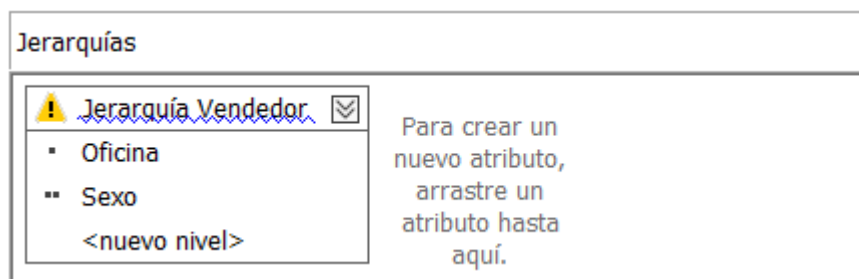 Jerarquías
Jerarquía Vendedor
Oficina
Sexo
<nuevo nivel>
Para crear un
nuevo atributo,
arrastre un
atributo hasta
aquí.